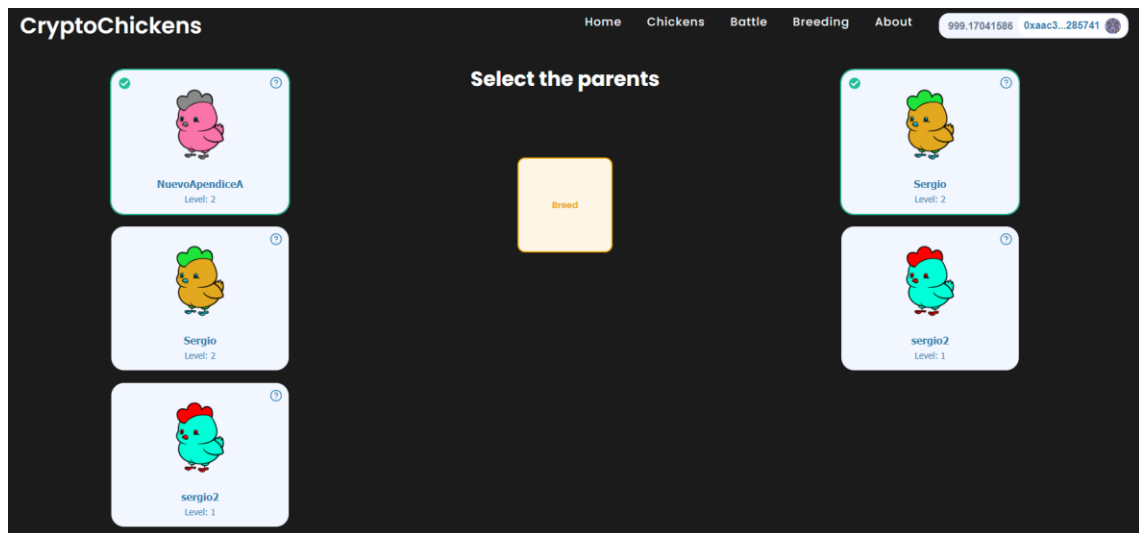 CryptoChickens
Home Chickens Battle Breeding About 999.17041586 0xaac3...285741
Select the parents
NuevoApendiceA
Level: 2
Sergio
Level: 2
sergio2
Level: 1
Breed
Sergio
Level: 2
sergio2
Level: 1